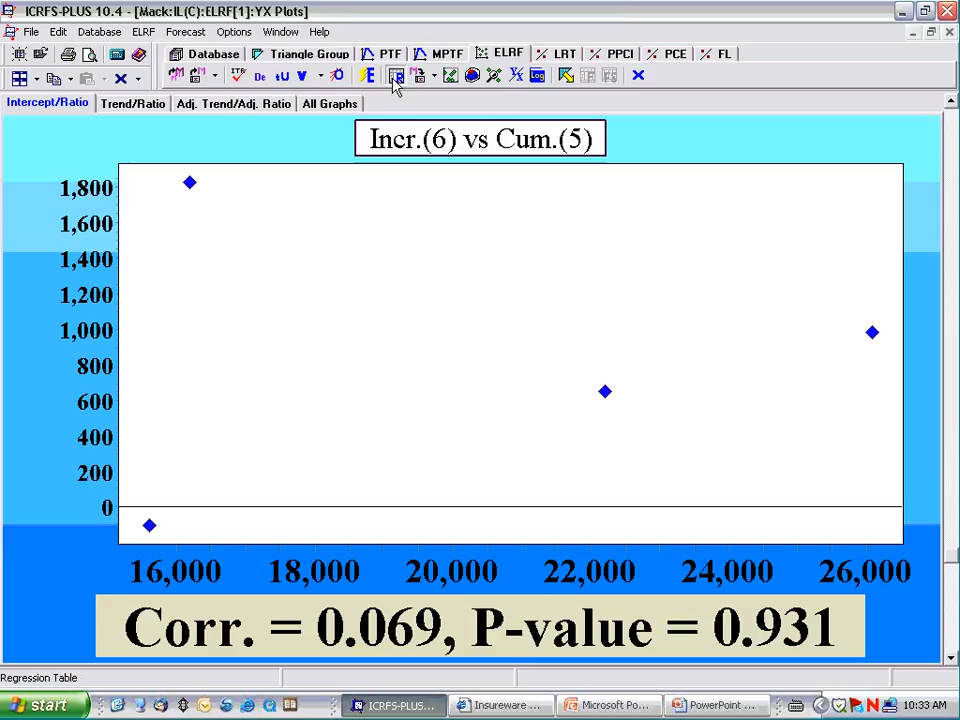 ICRFS-PLUS 10.4 - [Mack:IL(C):ELRF[1]:YX Plots]
File Edit Database ELRF Forecast Options Window Help
Database Triangle Group PTF MPTF ELRF LRT PPCI PCE FL
Intercept/Ratio Trend/Ratio Adj. Trend/Adj. Ratio All Graphs
Incr.(6) vs Cum.(5)
1,800
1,600
1,400
1,200
1,000
800
600
400
200
0
16,000 18,000 20,000 22,000 24,000 26,000
Corr. = 0.069, P-value = 0.931
Regression Table
start ICRFS-PLUS... Insureware ... Microsoft Po... PowerPoint ... 10:33 AM